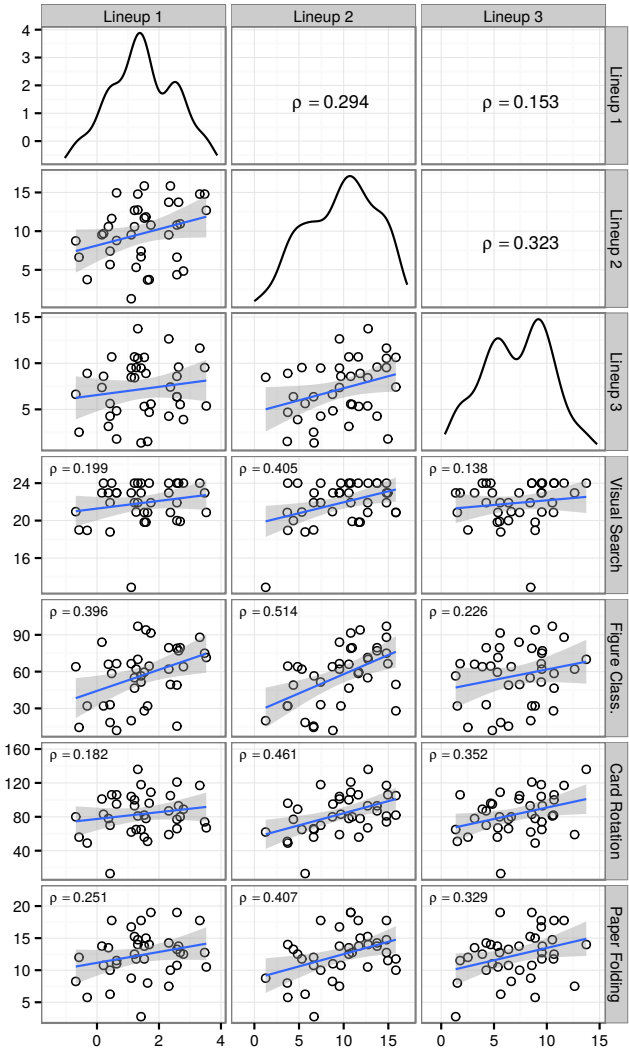 Lineup 1 Lineup 2 Lineup 3
4
3
2
1
0
ρ = 0.294
ρ = 0.153
Lineup 1
15
10
5
ρ = 0.323
Lineup 2
15
10
5
Lineup 3
24
20
16
ρ = 0.199
ρ = 0.405
ρ = 0.138
Visual Search
90
60
30
ρ = 0.396
ρ = 0.514
ρ = 0.226
Figure Class.
160
120
80
40
ρ = 0.182
ρ = 0.461
ρ = 0.352
Card Rotation
20
15
10
5
ρ = 0.251
ρ = 0.407
ρ = 0.329
Paper Folding
0 2 4 0 5 10 15 0 5 10 15